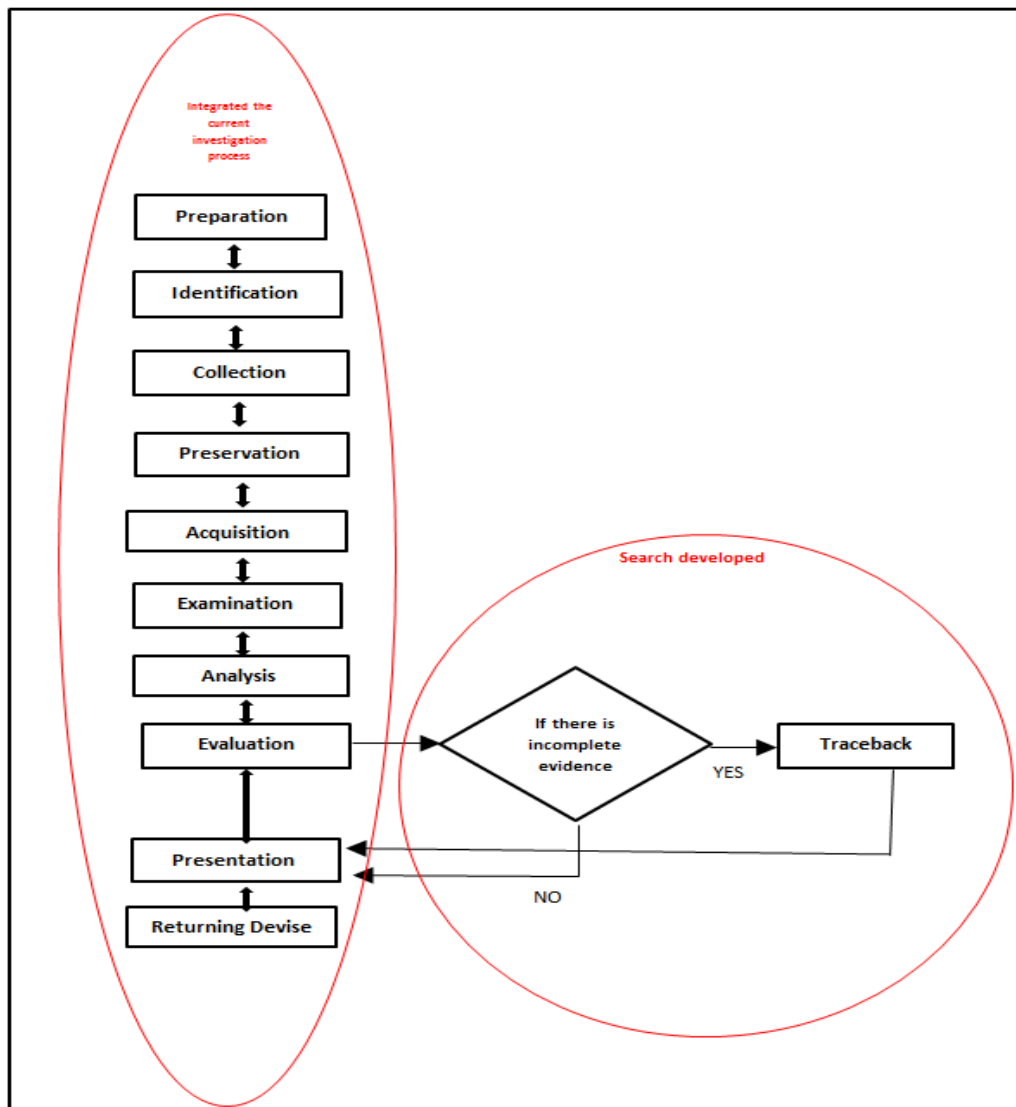 Integrated the
current
investigation
process
Preparation
Identification
Collection
Preservation
Acquisition
Examination
Analysis
Evaluation
Presentation
Returning Devise
Search developed
If there is
incomplete
evidence
YES
Traceback
NO